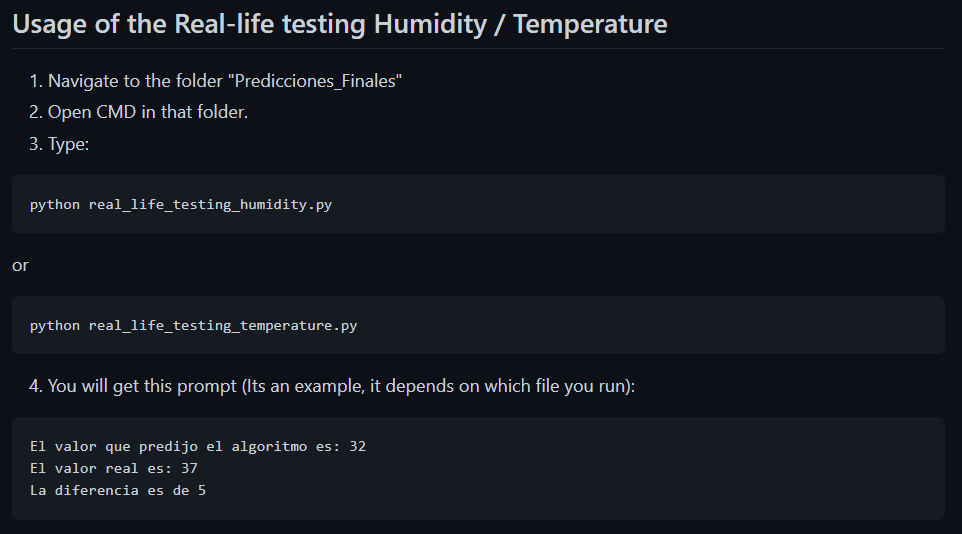 Usage of the Real-life testing Humidity / Temperature
1. Navigate to the folder "Predicciones_Finales"
2. Open CMD in that folder.
3. Type:
python real_life_testing_humidity.py
or
python real_life_testing_temperature.py
4. You will get this prompt (Its an example, it depends on which file you run):
El valor que predijo el algoritmo es: 32
El valor real es: 37
La diferencia es de 5